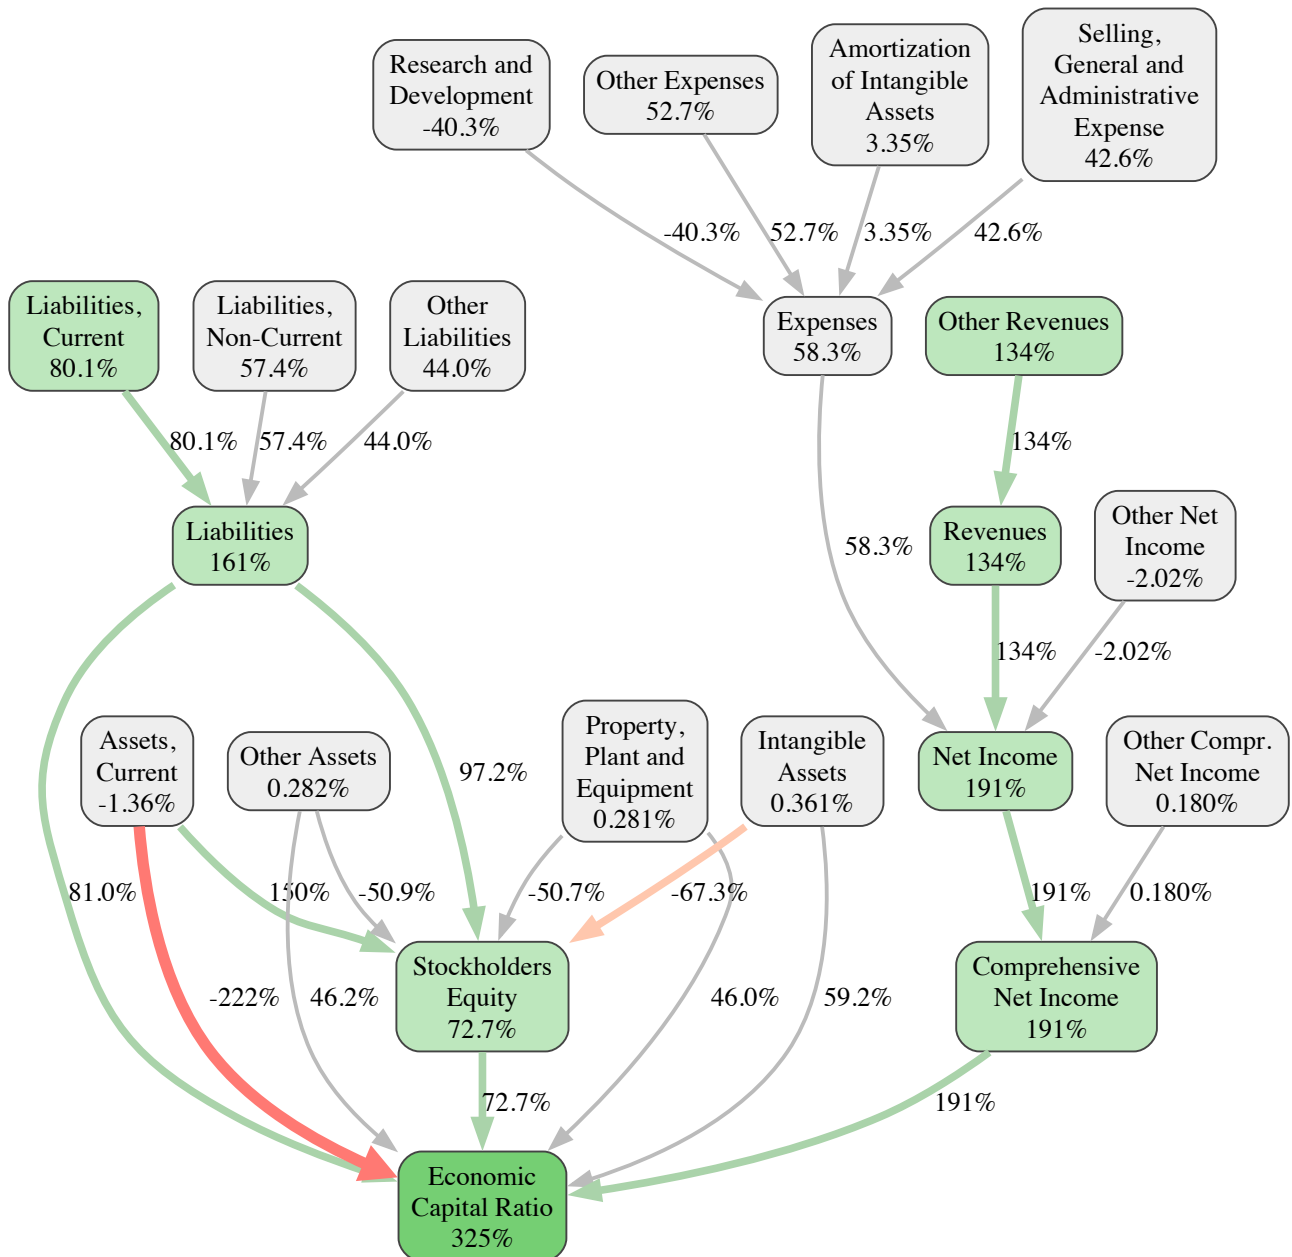 Research and
Development
-40.3%
Other Expenses
52.7%
Amortization
of Intangible
Assets
3.35%
Selling,
General and
Administrative
Expense
42.6%
-40.3%
52.7%
3.35%
42.6%
Liabilities,
Current
80.1%
Liabilities,
Non-Current
57.4%
Other
Liabilities
44.0%
Expenses
58.3%
Other Revenues
134%
80.1%
57.4%
44.0%
134%
Liabilities
161%
58.3%
Revenues
134%
Other Net
Income
-2.02%
134%
-2.02%
Assets,
Current
-1.36%
Other Assets
0.282%
97.2%
Property,
Plant and
Equipment
0.281%
Intangible
Assets
0.361%
Net Income
191%
Other Compr.
Net Income
0.180%
81.0%
150%
-50.9%
-50.7%
-67.3%
191%
0.180%
-222%
46.2%
Stockholders
Equity
72.7%
46.0%
59.2%
Comprehensive
Net Income
191%
72.7%
191%
Economic
Capital Ratio
325%